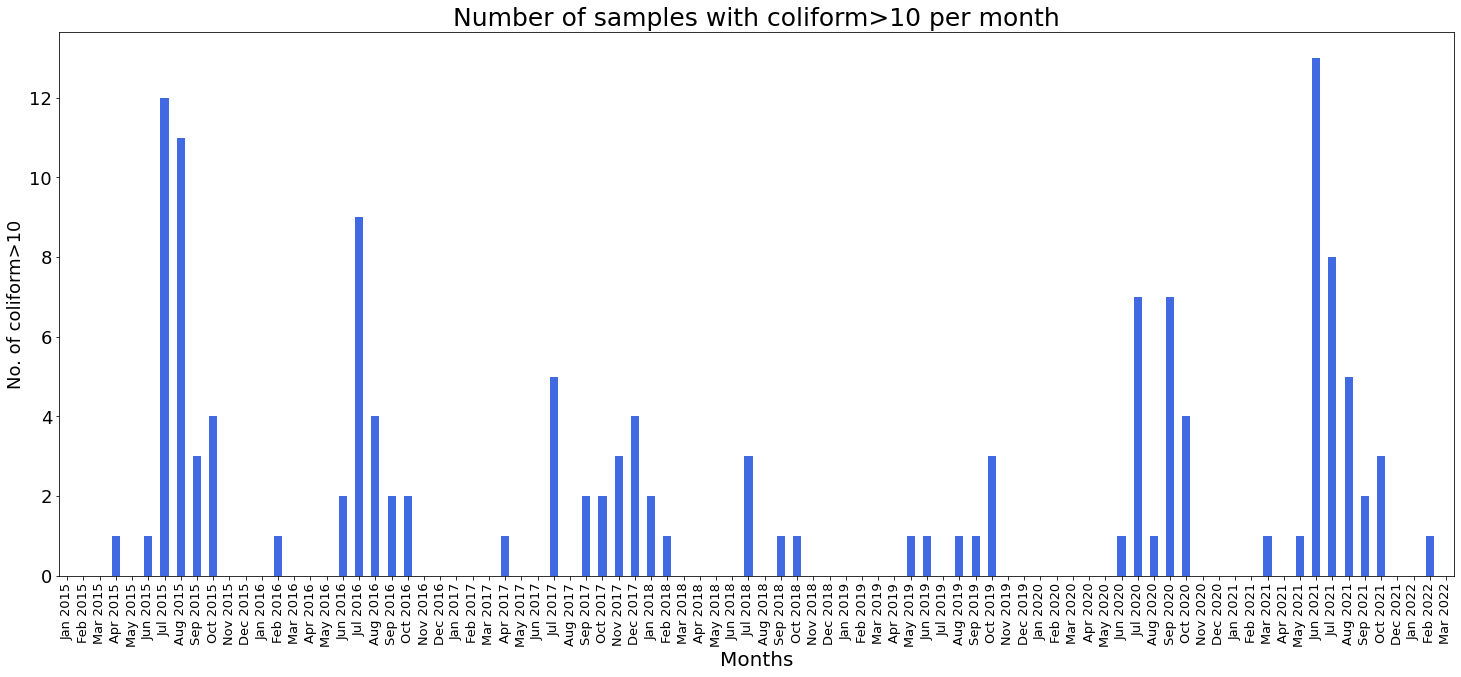 Number of samples with coliform>10 per month
No. of coliform>10
12
10
8
6
4
2
0
Jan 2015
Feb 2015
Mar 2015
Apr 2015
May 2015
Jun 2015
Jul 2015
Aug 2015
Sep 2015
Oct 2015
Nov 2015
Dec 2015
Jan 2016
Feb 2016
Mar 2016
Apr 2016
May 2016
Jun 2016
Jul 2016
Aug 2016
Sep 2016
Oct 2016
Nov 2016
Dec 2016
Jan 2017
Feb 2017
Mar 2017
Apr 2017
May 2017
Jun 2017
Jul 2017
Aug 2017
Sep 2017
Oct 2017
Nov 2017
Dec 2017
Jan 2018
Feb 2018
Mar 2018
Apr 2018
May 2018
Jun 2018
Jul 2018
Aug 2018
Sep 2018
Oct 2018
Nov 2018
Dec 2018
Jan 2019
Feb 2019
Mar 2019
Apr 2019
May 2019
Jun 2019
Jul 2019
Aug 2019
Sep 2019
Oct 2019
Nov 2019
Dec 2019
Jan 2020
Feb 2020
Mar 2020
Apr 2020
May 2020
Jun 2020
Jul 2020
Aug 2020
Sep 2020
Oct 2020
Nov 2020
Dec 2020
Jan 2021
Feb 2021
Mar 2021
Apr 2021
May 2021
Jun 2021
Jul 2021
Aug 2021
Sep 2021
Oct 2021
Dec 2021
Jan 2022
Feb 2022
Mar 2022
Months